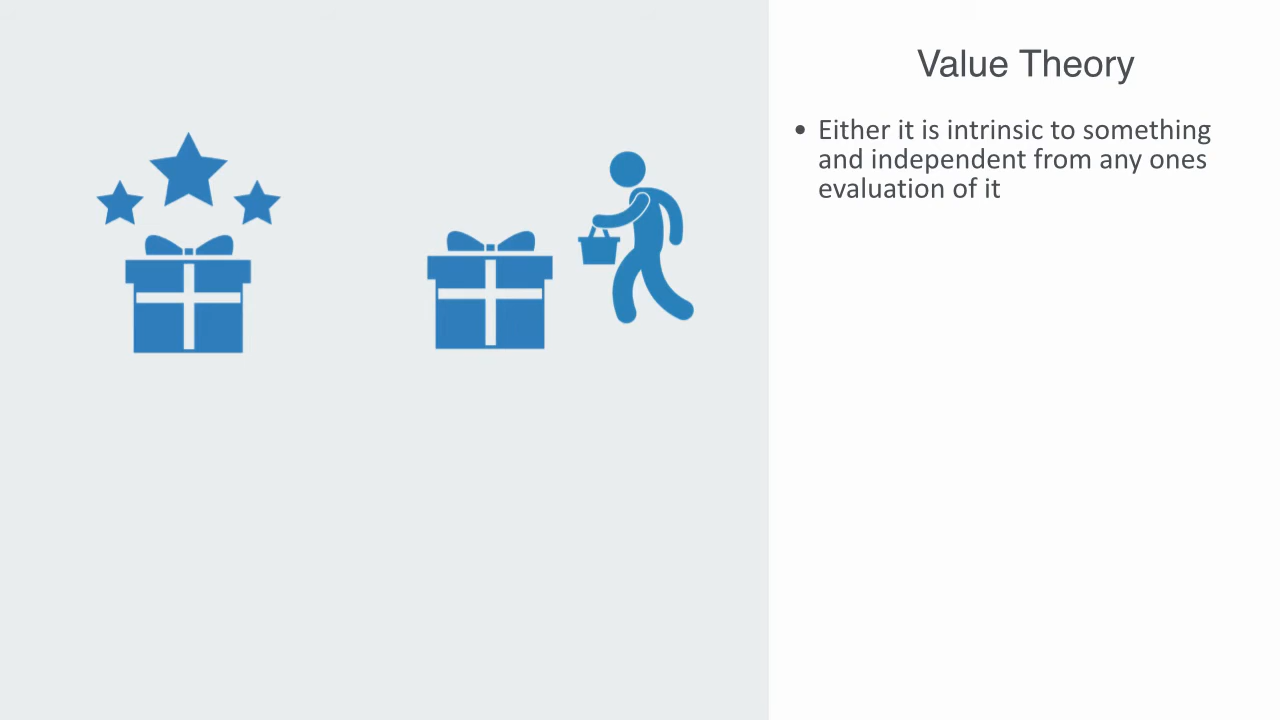 Value Theory
• Either it is intrinsic to something
and independent from any ones
evaluation of it